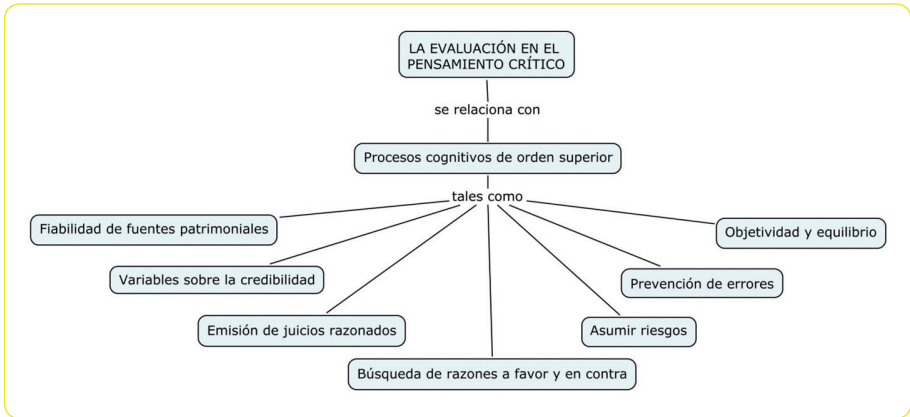 LA EVALUACIÓN EN EL
PENSAMIENTO CRÍTICO
se relaciona con
Procesos cognitivos de orden superior
tales como
Fiabilidad de fuentes patrimoniales
Variables sobre la credibilidad
Emisión de juicios razonados
Búsqueda de razones a favor y en contra
Asumir riesgos
Prevención de errores
Objetividad y equilibrio